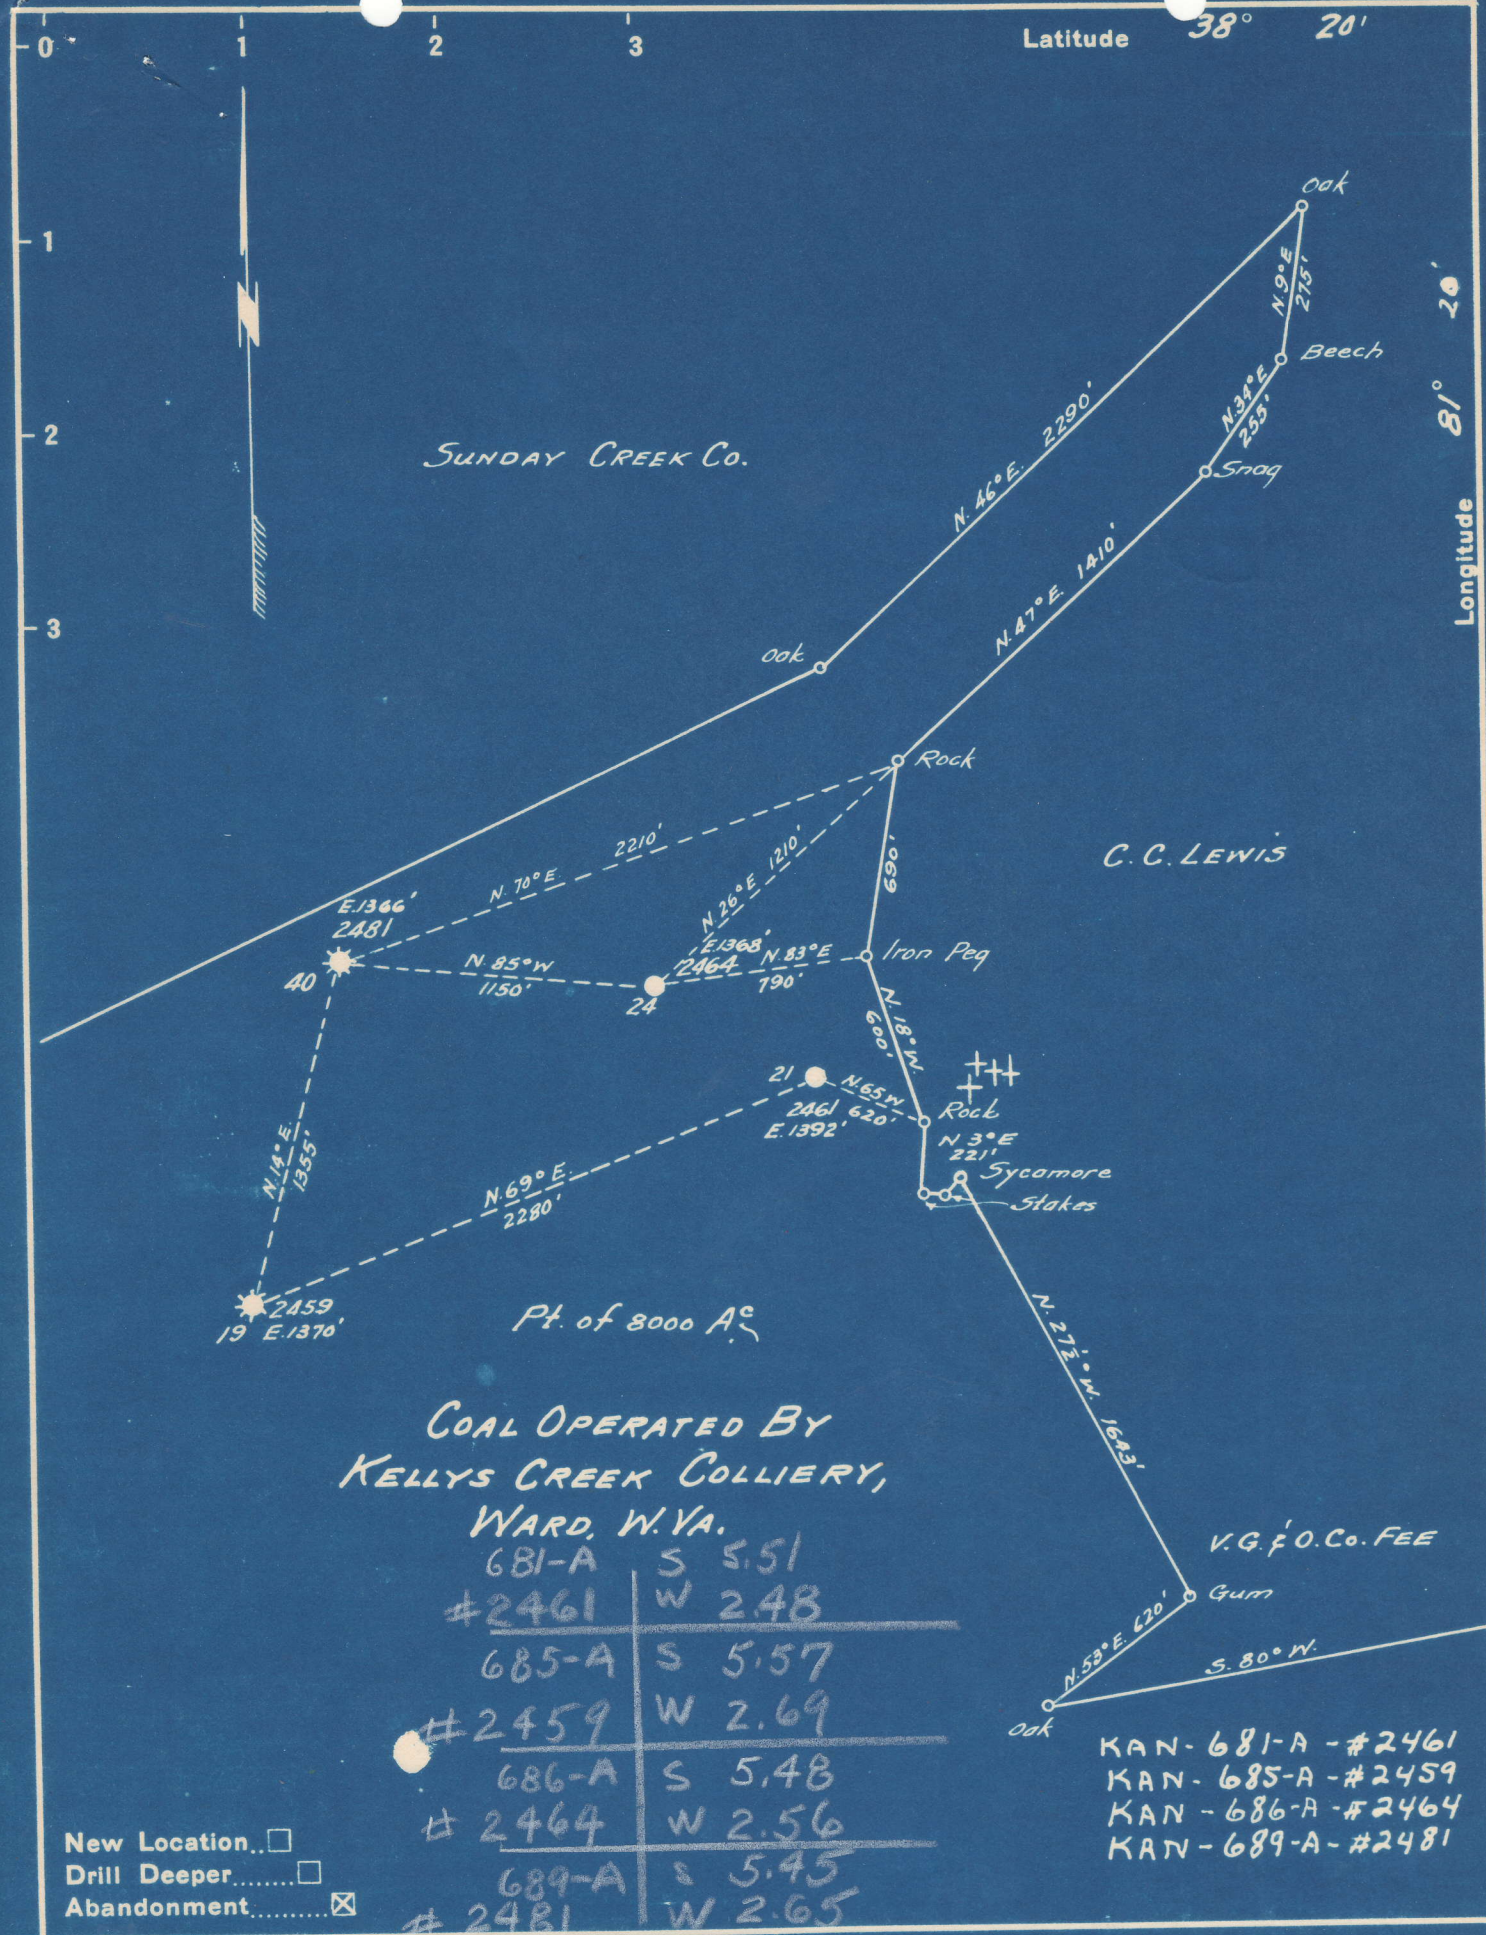 0 1 2 3 Latitude 38° 20'
1
2
3
Longitude 81° 20'
Oak
N. 9° E
275'
Beech
N. 34° E
255'
Snag
N. 46° E. 2290'
N. 47° E. 1410'
SUNDAY CREEK CO.
Oak
Rock
690'
C. C. LEWIS
2210'
N. 70° E.
N. 26° E 1210'
E. 1366'
2481
40
N. 85° W
1150'
E. 1368'
2464
24
N. 83° E
790'
Iron Peg
N. 18° W.
600'
21
N. 65 W
620'
2461
E. 1392'
Rock
N 3° E
221'
Sycamore
Stakes
N. 14° E.
1355'
N. 69° E.
2280'
2459
19 E. 1370'
Pt. of 8000 Ac.
N. 27 1/2° W. 1643'
COAL OPERATED BY
KELLYS CREEK COLLIERY,
WARD, W. VA.
681-A S 5.51
#2461 W 2.48
685-A S 5.57
#2459 W 2.69
686-A S 5.48
#2464 W 2.56
689-A S 5.45
#2481 W 2.65
V. G. & O. Co. FEE
Gum
N. 53° E. 620'
S. 80° W.
Oak
KAN - 681-A - #2461
KAN - 685-A - #2459
KAN - 686-A - #2464
KAN - 689-A - #2481
New Location..☐
Drill Deeper.......☐
Abandonment..........☒